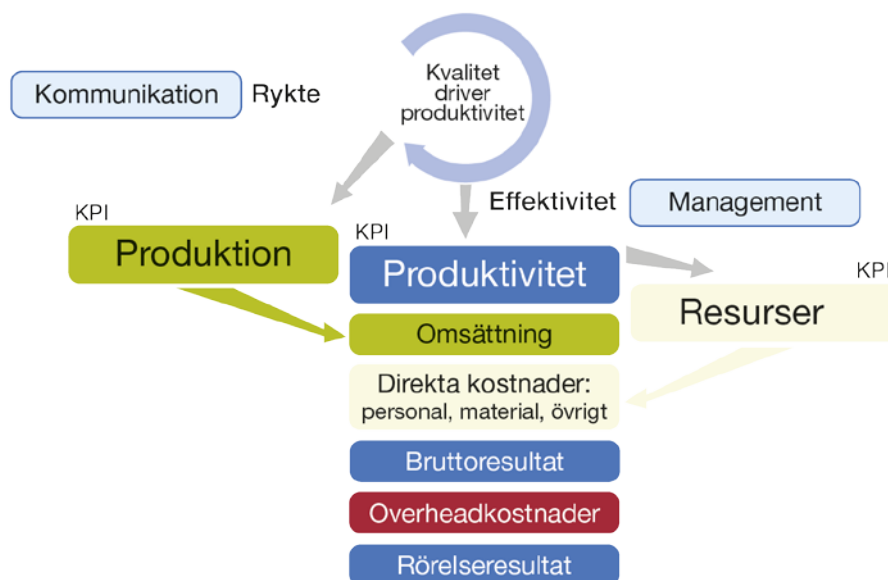 Kvalitet
driver
produktivitet
Kommunikation
Rykte
Effektivitet
Management
KPI
Produktion
KPI
Produktivitet
KPI
Resurser
Omsättning
Direkta kostnader:
personal, material, övrigt
Bruttoresultat
Overheadkostnader
Rörelseresultat